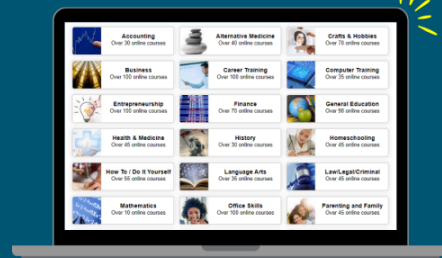 Accounting
Over 30 online courses
Alternative Medicine
Over 40 online courses
Crafts & Hobbies
Over 70 online courses
Business
Over 100 online courses
Career Training
Over 100 online courses
Computer Training
Over 35 online courses
Entrepreneurship
Over 100 online courses
Finance
Over 70 online courses
General Education
Over 50 online courses
Health & Medicine
Over 45 online courses
History
Over 30 online courses
Homeschooling
Over 45 online courses
How To / Do It Yourself
Over 55 online courses
Language Arts
Over 35 online courses
Law/Legal/Criminal
Over 45 online courses
Mathematics
Over 10 online courses
Office Skills
Over 100 online courses
Parenting and Family
Over 45 online courses